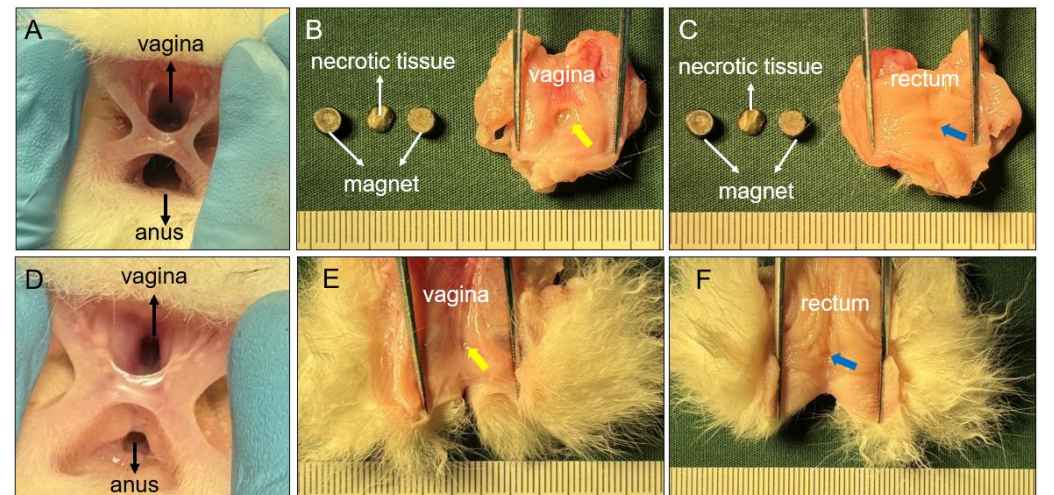 A
vagina
anus
B
necrotic tissue
vagina
magnet
C
necrotic tissue
rectum
magnet
D
vagina
anus
E
vagina
F
rectum